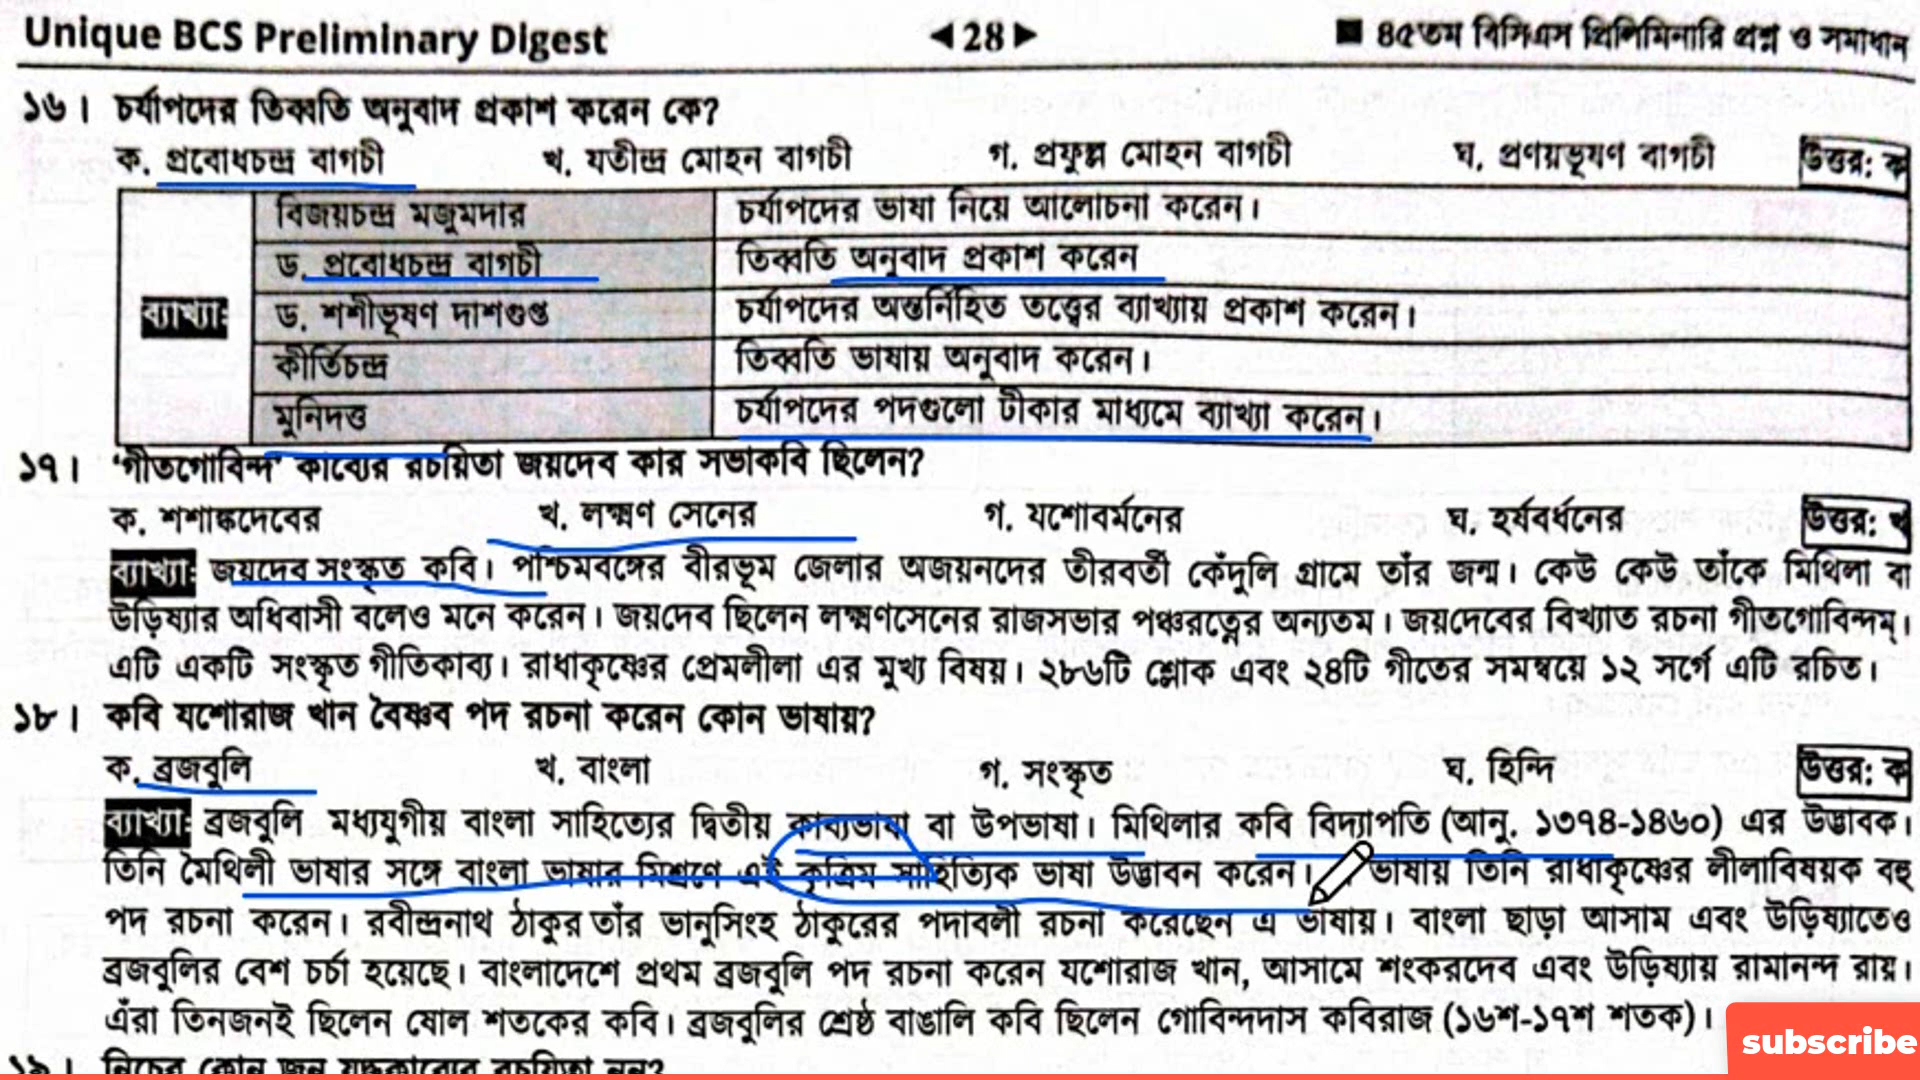 Unique BCS Preliminary Digest ◀28▶ ■ ৪৫তম বিসিএস প্রিলিমিনারি প্রশ্ন ও সমাধান
১৬। চর্যাপদের তিব্বতি অনুবাদ প্রকাশ করেন কে?
ক. প্রবোধচন্দ্র বাগচী খ. যতীন্দ্র মোহন বাগচী গ. প্রফুল্ল মোহন বাগচী ঘ. প্রণয়ভূষণ বাগচী উত্তর: ক
বিজয়চন্দ্র মজুমদার চর্যাপদের ভাষা নিয়ে আলোচনা করেন।
ড. প্রবোধচন্দ্র বাগচী তিব্বতি অনুবাদ প্রকাশ করেন
ব্যাখ্যা: ড. শশীভূষণ দাশগুপ্ত চর্যাপদের অন্তর্নিহিত তত্ত্বের ব্যাখ্যায় প্রকাশ করেন।
কীর্তিচন্দ্র তিব্বতি ভাষায় অনুবাদ করেন।
মুনিদত্ত চর্যাপদের পদগুলো টীকার মাধ্যমে ব্যাখ্যা করেন।
১৭। 'গীতগোবিন্দ' কাব্যের রচয়িতা জয়দেব কার সভাকবি ছিলেন?
ক. শশাঙ্কদেবের খ. লক্ষ্মণ সেনের গ. যশোবর্মনের ঘ. হর্ষবর্ধনের উত্তর: খ
ব্যাখ্যা: জয়দেব সংস্কৃত কবি। পশ্চিমবঙ্গের বীরভূম জেলার অজয়নদের তীরবর্তী কেঁদুলি গ্রামে তাঁর জন্ম। কেউ কেউ তাঁকে মিথিলা বা
উড়িষ্যার অধিবাসী বলেও মনে করেন। জয়দেব ছিলেন লক্ষ্মণসেনের রাজসভার পঞ্চরত্নের অন্যতম। জয়দেবের বিখ্যাত রচনা গীতগোবিন্দম্।
এটি একটি সংস্কৃত গীতিকাব্য। রাধাকৃষ্ণের প্রেমলীলা এর মুখ্য বিষয়। ২৮৬টি শ্লোক এবং ২৪টি গীতের সমন্বয়ে ১২ সর্গে এটি রচিত।
১৮। কবি যশোরাজ খান বৈষ্ণব পদ রচনা করেন কোন ভাষায়?
ক. ব্রজবুলি খ. বাংলা গ. সংস্কৃত ঘ. হিন্দি উত্তর: ক
ব্যাখ্যা: ব্রজবুলি মধ্যযুগীয় বাংলা সাহিত্যের দ্বিতীয় কাব্যভাষা বা উপভাষা। মিথিলার কবি বিদ্যাপতি (আনু. ১৩৭৪-১৪৬০) এর উদ্ভাবক।
তিনি মৈথিলী ভাষার সঙ্গে বাংলা ভাষার মিশ্রণে এই কৃত্রিম সাহিত্যিক ভাষা উদ্ভাবন করেন। ভাষায় তিনি রাধাকৃষ্ণের লীলাবিষয়ক বহু
পদ রচনা করেন। রবীন্দ্রনাথ ঠাকুর তাঁর ভানুসিংহ ঠাকুরের পদাবলী রচনা করেছেন এ ভাষায়। বাংলা ছাড়া আসাম এবং উড়িষ্যাতেও
ব্রজবুলির বেশ চর্চা হয়েছে। বাংলাদেশে প্রথম ব্রজবুলি পদ রচনা করেন যশোরাজ খান, আসামে শংকরদেব এবং উড়িষ্যায় রামানন্দ রায়।
এঁরা তিনজনই ছিলেন ষোল শতকের কবি। ব্রজবুলির শ্রেষ্ঠ বাঙালি কবি ছিলেন গোবিন্দদাস কবিরাজ (১৬শ-১৭শ শতক)।
subscribe
১৯। নিচের কোন জন যুদ্ধকাব্যের রচয়িতা নন?